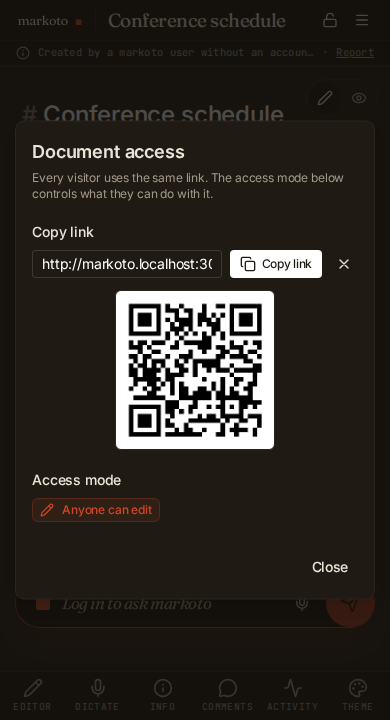 markoto
Conference schedule
Created by a markoto user without an accoun… · Report
# Conference schedule
Document access
Every visitor uses the same link. The access mode below
controls what they can do with it.
Copy link
http://markoto.localhost:30
Copy link
Access mode
Anyone can edit
Close
Log in to ask markoto
EDITOR DICTATE INFO COMMENTS ACTIVITY THEME